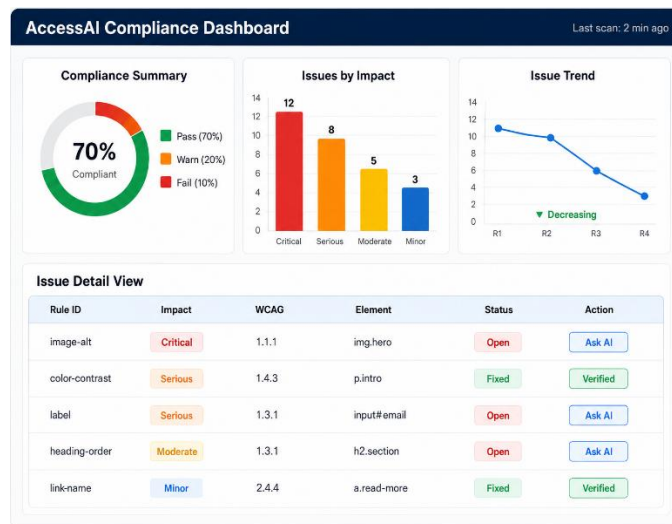 AccessAI Compliance Dashboard
Last scan: 2 min ago
Compliance Summary
70%
Compliant
Pass (70%)
Warn (20%)
Fail (10%)
Issues by Impact
14
12
10
8
6
4
2
0
12
8
5
3
Critical Serious Moderate Minor
Issue Trend
14
12
10
8
6
4
2
0
▼ Decreasing
R1 R2 R3 R4
Issue Detail View
Rule ID Impact WCAG Element Status Action
image-alt Critical 1.1.1 img.hero Open Ask AI
color-contrast Serious 1.4.3 p.intro Fixed Verified
label Serious 1.3.1 input#email Open Ask AI
heading-order Moderate 1.3.1 h2.section Open Ask AI
link-name Minor 2.4.4 a.read-more Fixed Verified